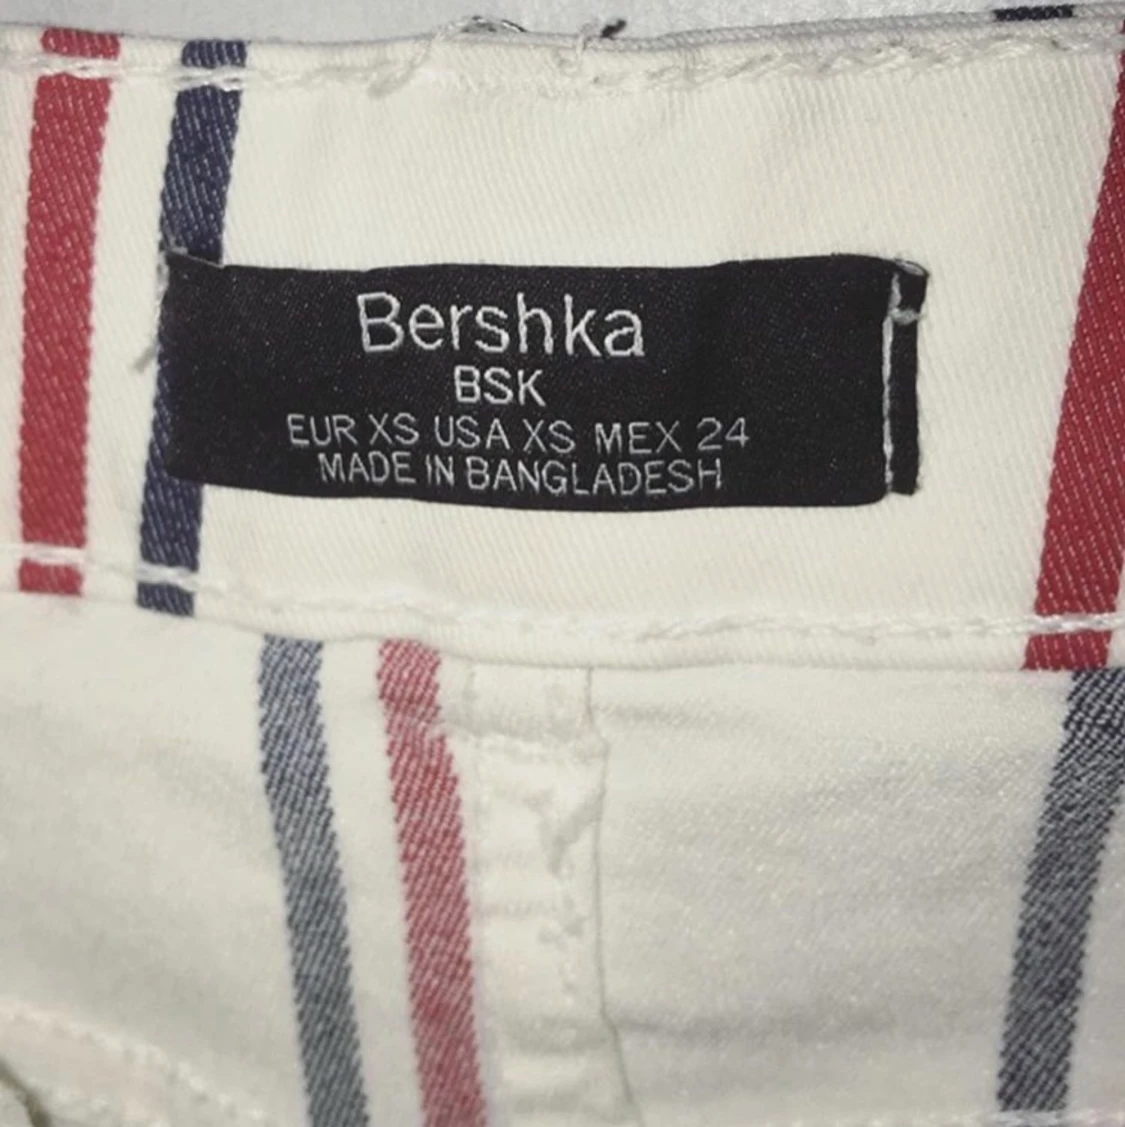 Bershka
BSK
EUR XS USA XS MEX 24
MADE IN BANGLADESH